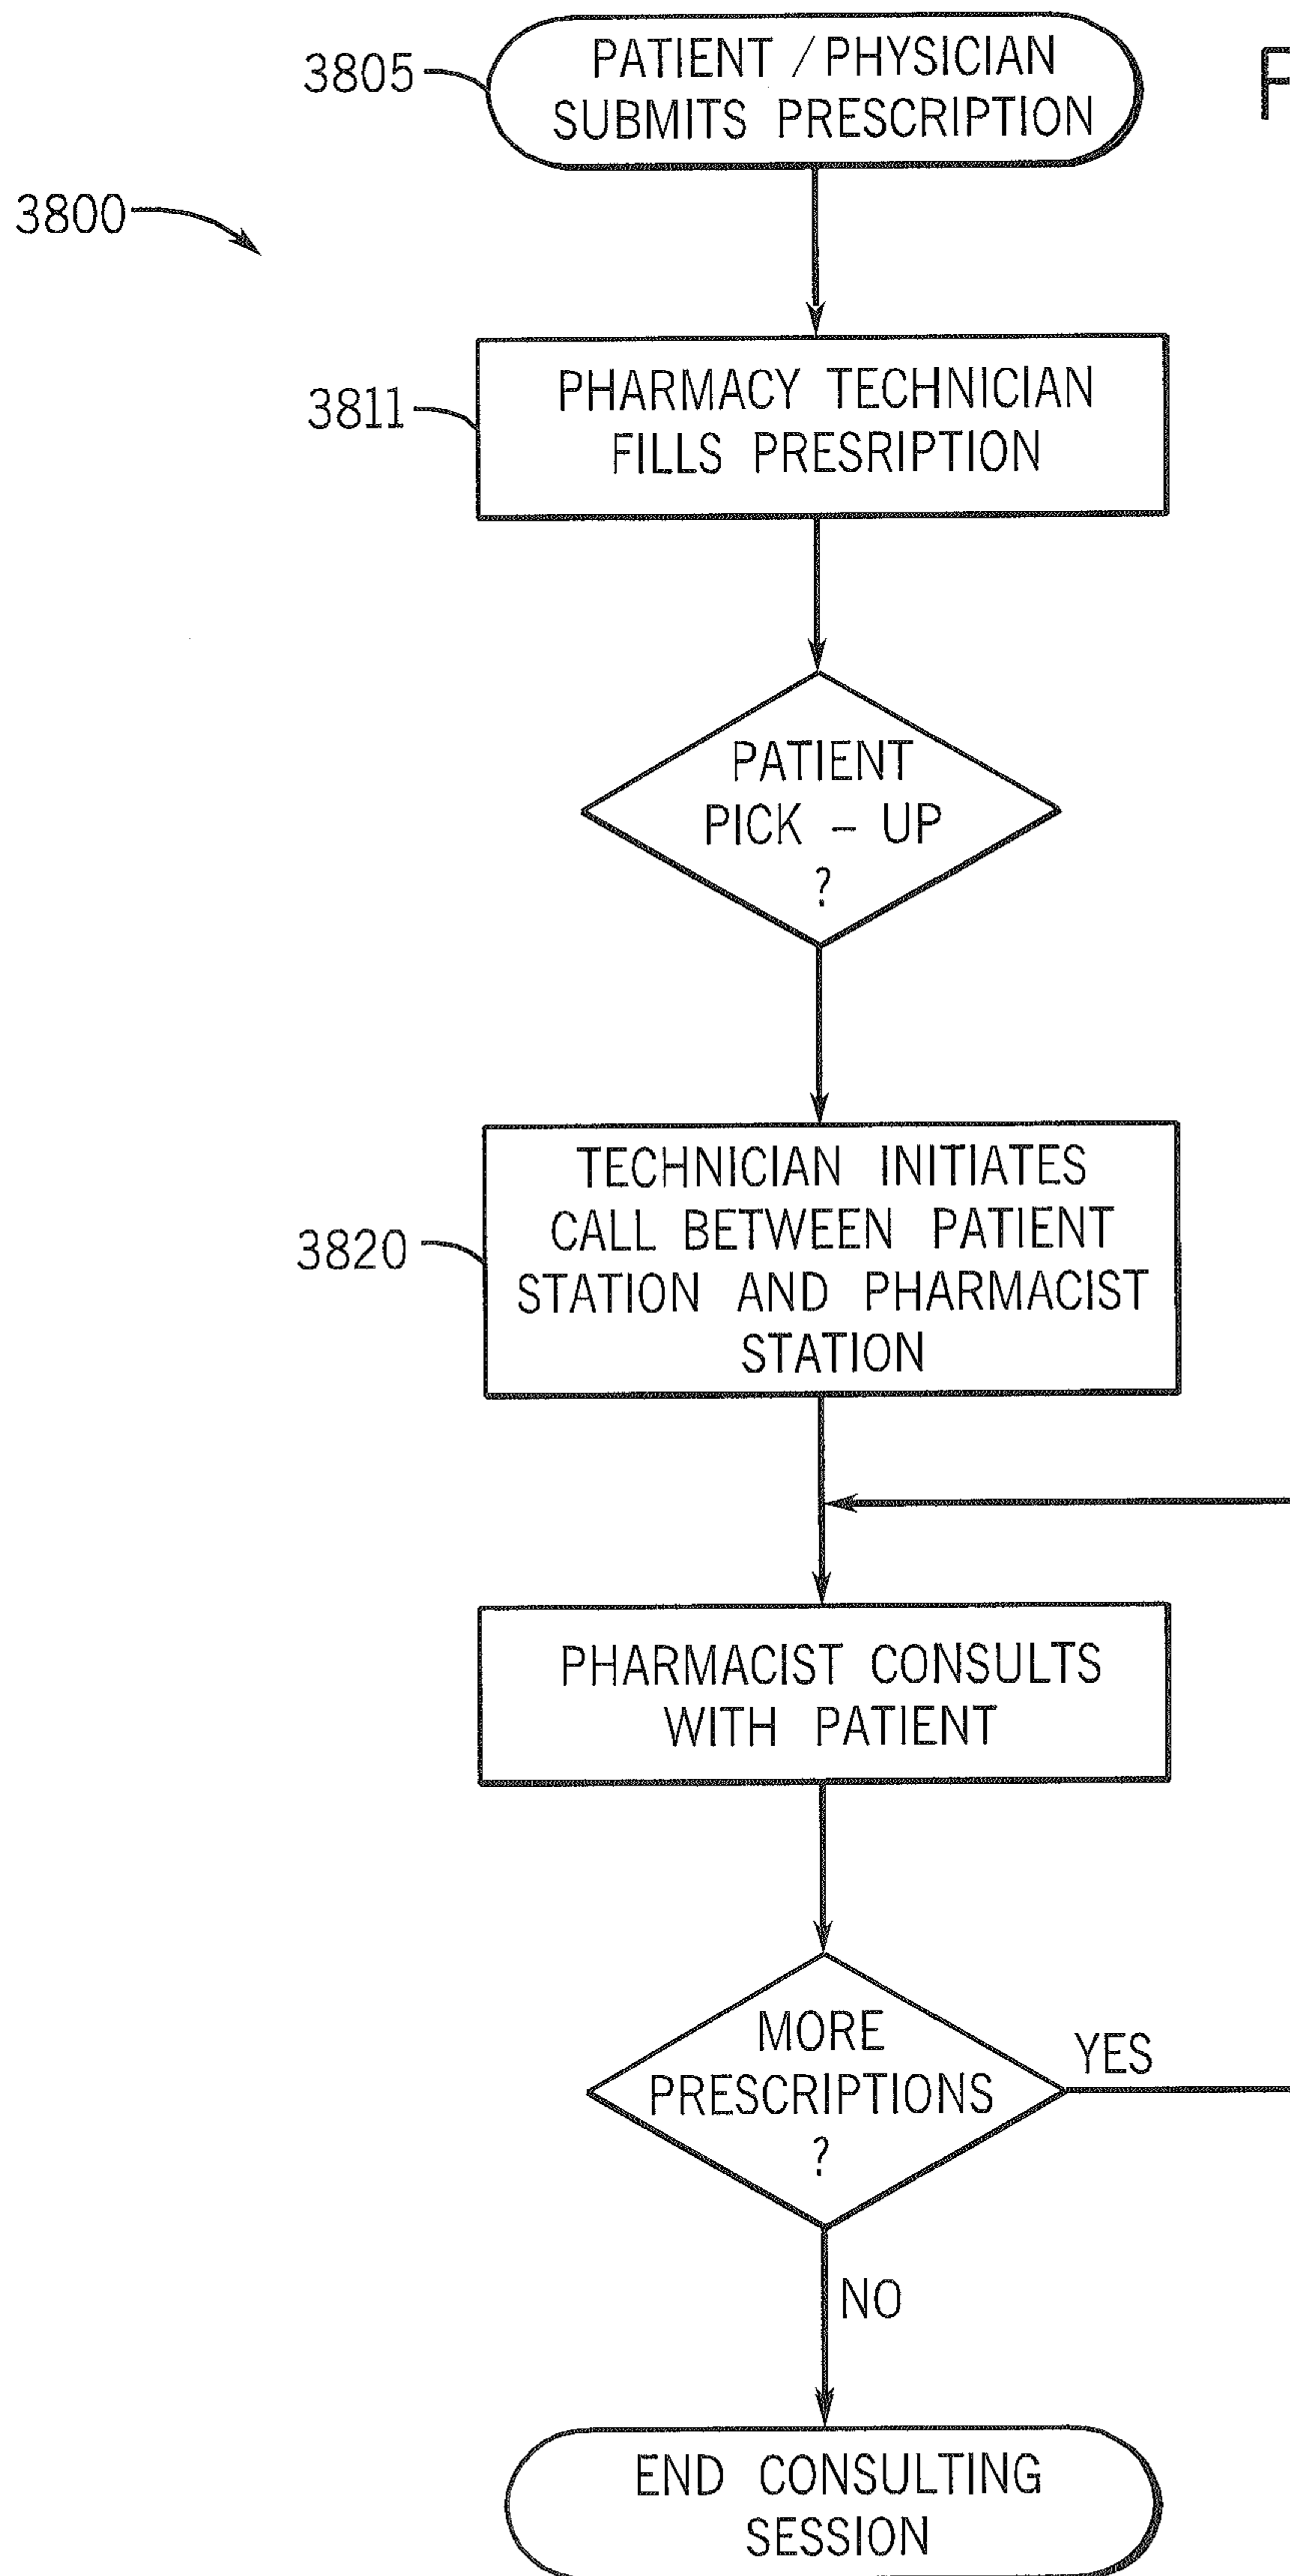 3805
PATIENT / PHYSICIAN
SUBMITS PRESCRIPTION
F
3800
3811
PHARMACY TECHNICIAN
FILLS PRESRIPTION
PATIENT
PICK – UP
?
3820
TECHNICIAN INITIATES
CALL BETWEEN PATIENT
STATION AND PHARMACIST
STATION
PHARMACIST CONSULTS
WITH PATIENT
MORE
PRESCRIPTIONS
?
YES
NO
END CONSULTING
SESSION